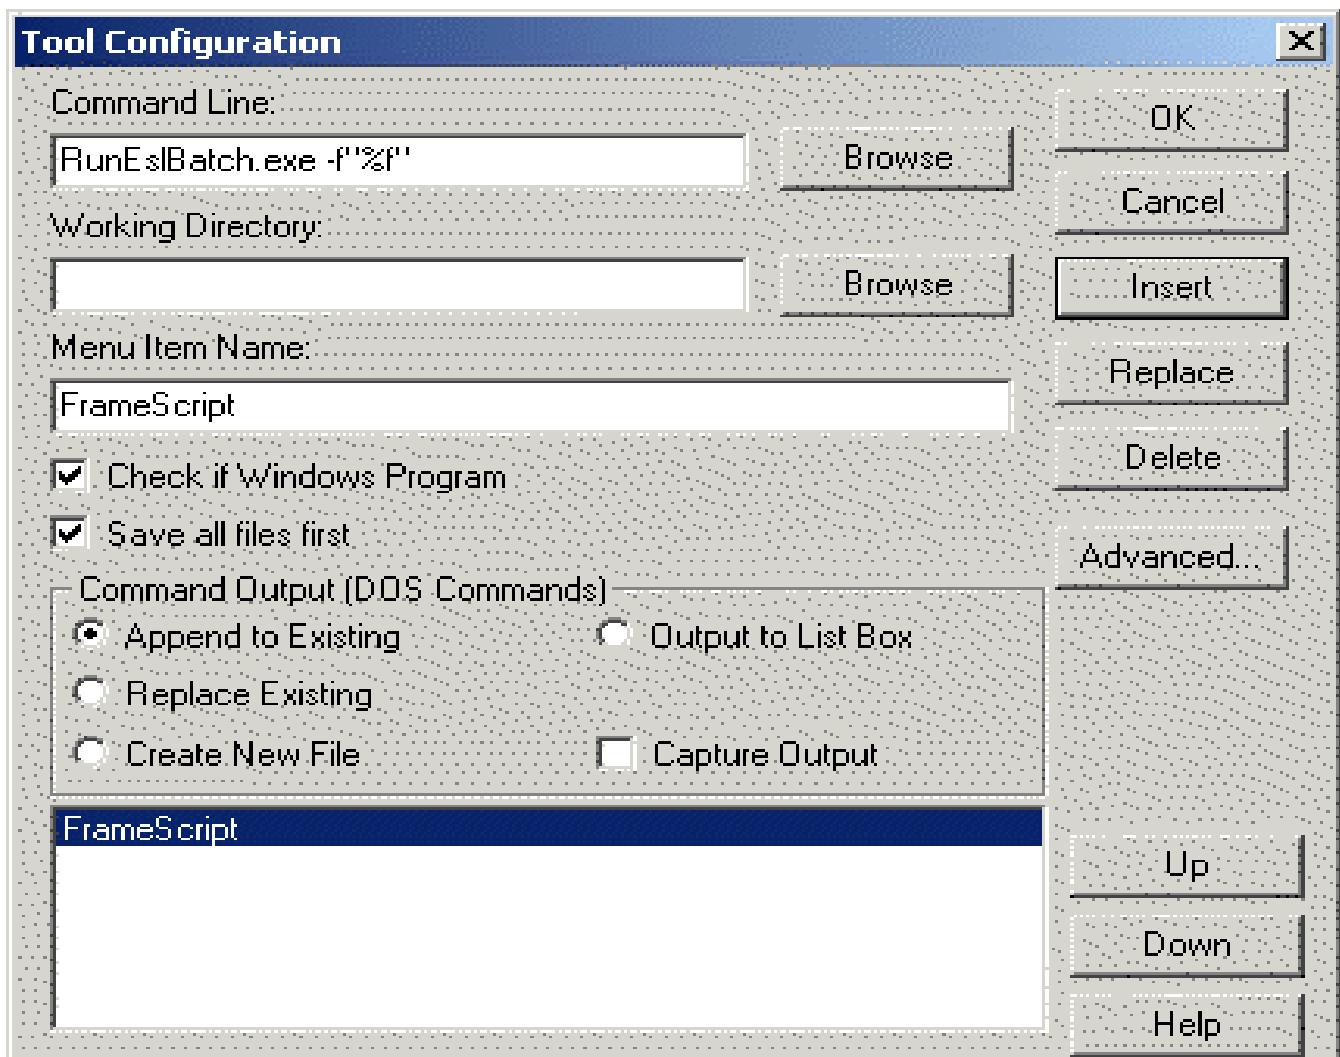 Tool Configuration
Command Line:
RunEslBatch.exe -f"%f"
Browse
Working Directory:
Browse
Menu Item Name:
FrameScript
Check if Windows Program
Save all files first
Command Output (DOS Commands)
Append to Existing
Output to List Box
Replace Existing
Create New File
Capture Output
FrameScript
OK
Cancel
Insert
Replace
Delete
Advanced...
Up
Down
Help